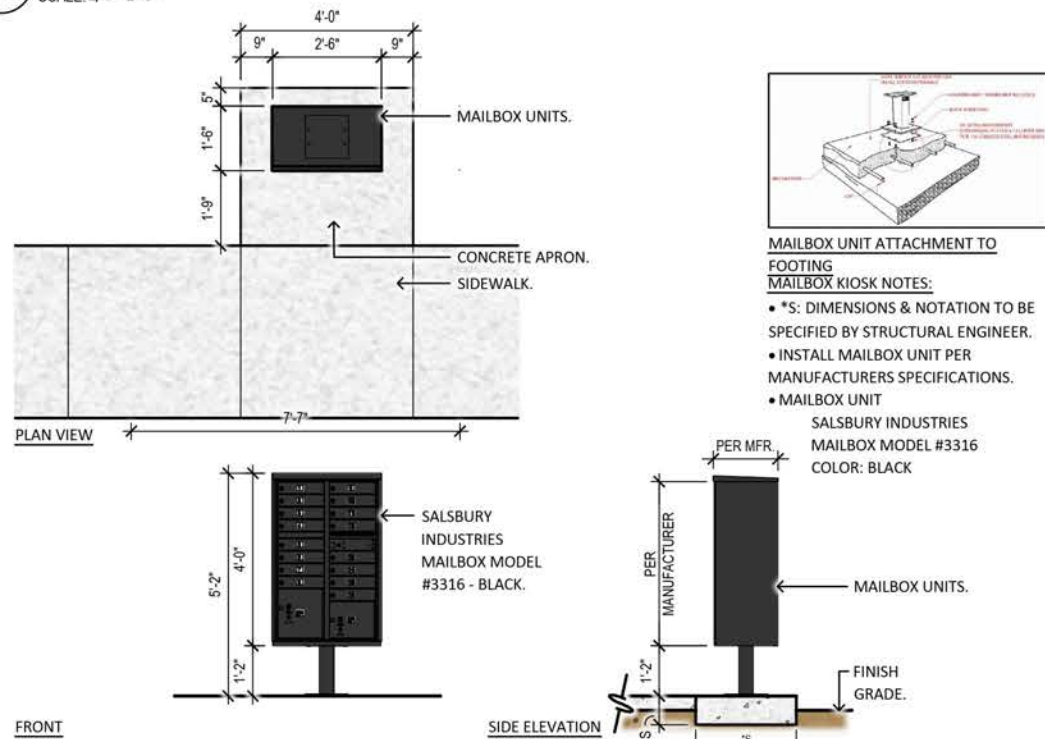 4'-0"
9"
2'-6"
9"
5"
1'-6"
1'-9"
MAILBOX UNITS.
CONCRETE APRON.
SIDEWALK.
7'-7"
PLAN VIEW
MAILBOX UNIT ATTACHMENT TO
FOOTING
MAILBOX KIOSK NOTES:
• *S: DIMENSIONS & NOTATION TO BE
SPECIFIED BY STRUCTURAL ENGINEER.
• INSTALL MAILBOX UNIT PER
MANUFACTURERS SPECIFICATIONS.
• MAILBOX UNIT
SALSBURY INDUSTRIES
MAILBOX MODEL #3316
COLOR: BLACK
5'-2"
4'-0"
1'-2"
SALSBURY
INDUSTRIES
MAILBOX MODEL
#3316 - BLACK.
FRONT
PER MFR.
PER
MANUFACTURER
1'-2"
MAILBOX UNITS.
FINISH
GRADE.
SIDE ELEVATION